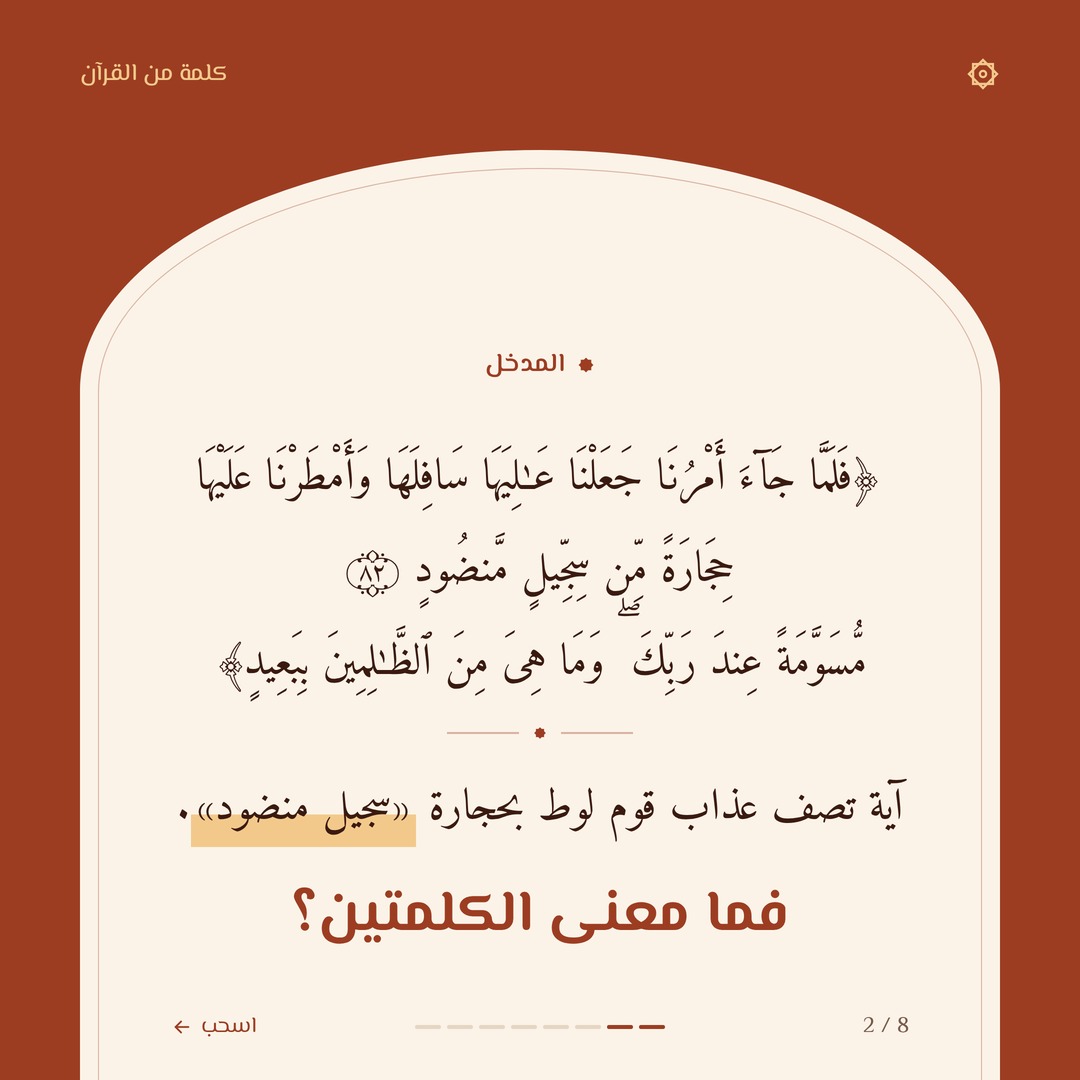 كلمة من القرآن
المدخل
﴿فَلَمَّا جَآءَ أَمْرُنَا جَعَلْنَا عَـٰلِيَهَا سَافِلَهَا وَأَمْطَرْنَا عَلَيْهَا
حِجَارَةً مِّن سِجِّيلٍ مَّنضُودٍ ٨٢
مُّسَوَّمَةً عِندَ رَبِّكَ ۖ وَمَا هِىَ مِنَ ٱلظَّـٰلِمِينَ بِبَعِيدٍ﴾
آية تصف عذاب قوم لوط بحجارة «سجيل منضود».
فما معنى الكلمتين؟
2 / 8
اسحب ←